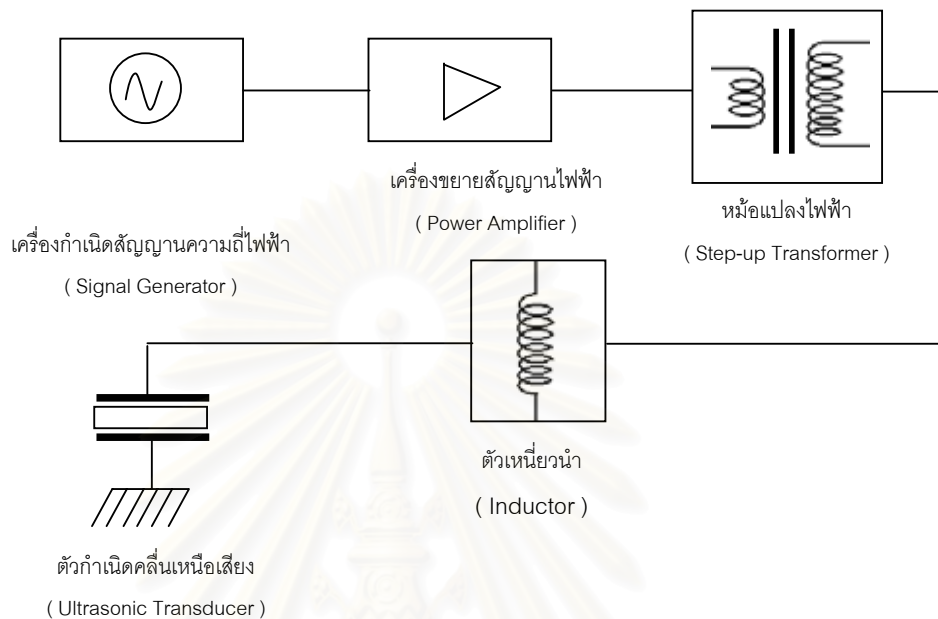 เครื่องขยายสัญญานไฟฟ้า
( Power Amplifier )
หม้อแปลงไฟฟ้า
( Step-up Transformer )
เครื่องกำเนิดสัญญานความถี่ไฟฟ้า
( Signal Generator )
ตัวเหนี่ยวนำ
( Inductor )
ตัวกำเนิดคลื่นเหนือเสียง
( Ultrasonic Transducer )